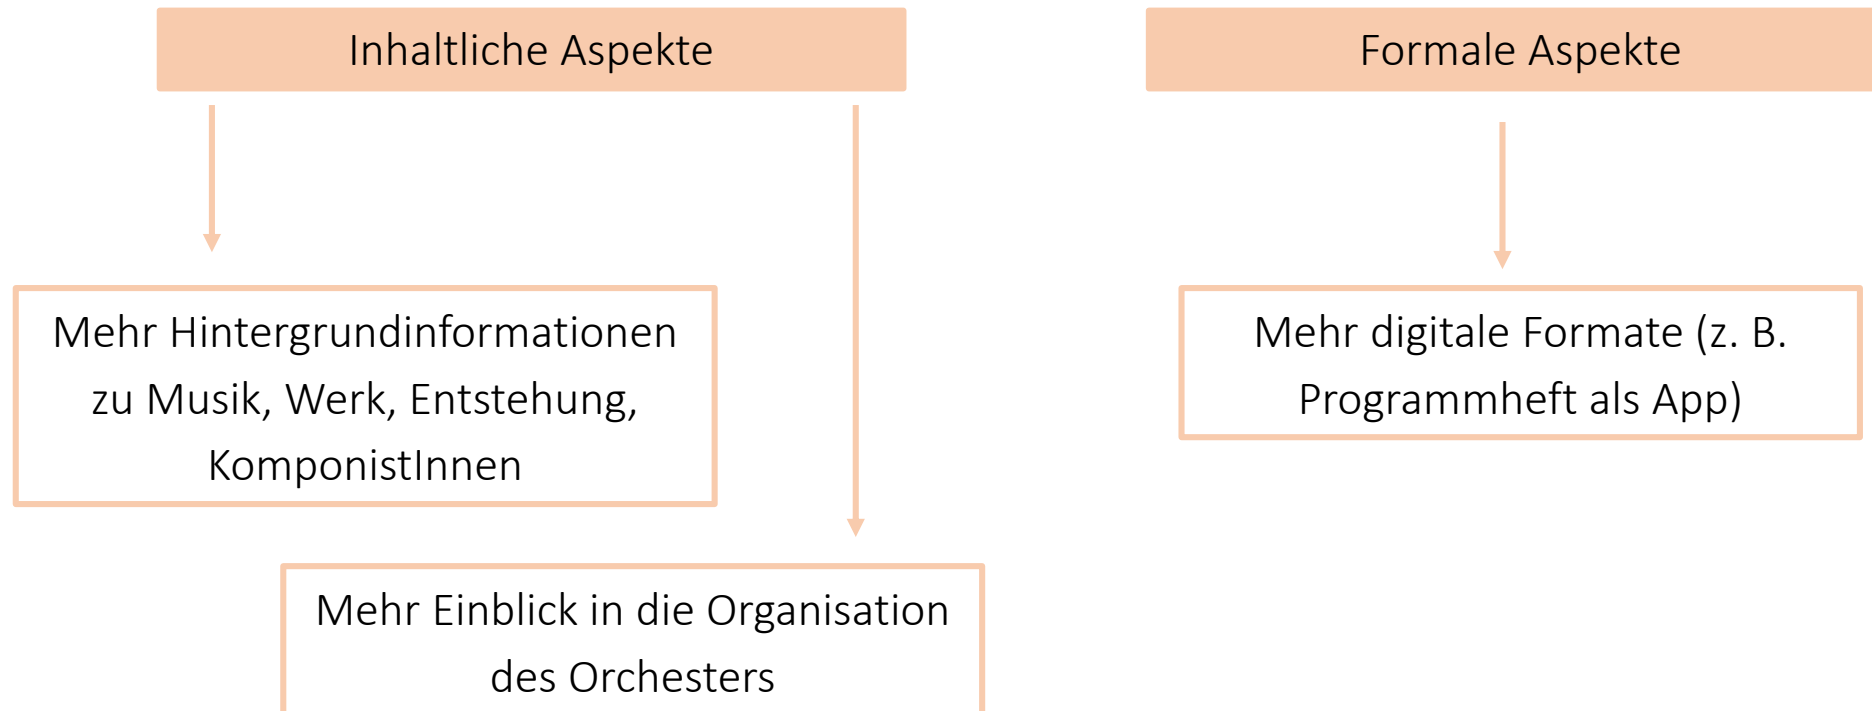 Inhaltliche Aspekte
Formale Aspekte
Mehr Hintergrundinformationen
zu Musik, Werk, Entstehung,
KomponistInnen
Mehr digitale Formate (z. B.
Programmheft als App)
Mehr Einblick in die Organisation
des Orchesters